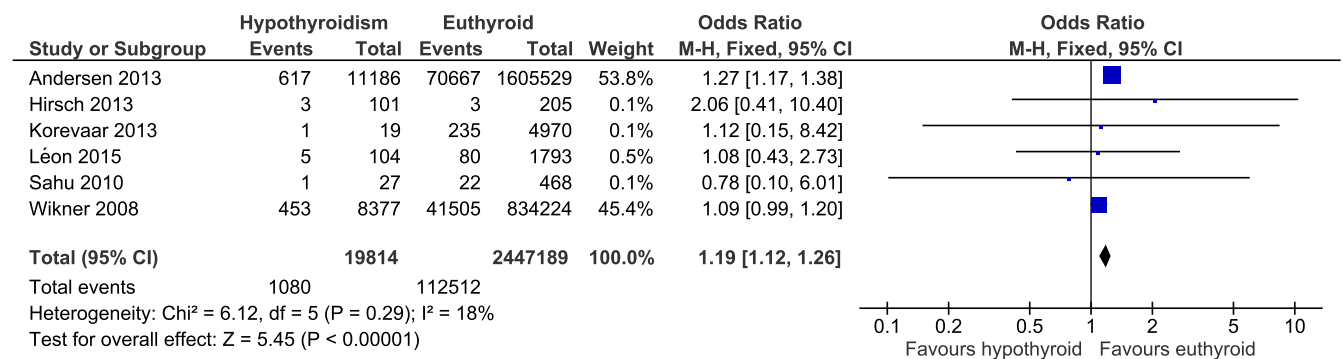 Hypothyroidism Euthyroid Odds Ratio Odds Ratio
Study or Subgroup Events Total Events Total Weight M-H, Fixed, 95% CI M-H, Fixed, 95% CI
Andersen 2013 617 11186 70667 1605529 53.8% 1.27 [1.17, 1.38]
Hirsch 2013 3 101 3 205 0.1% 2.06 [0.41, 10.40]
Korevaar 2013 1 19 235 4970 0.1% 1.12 [0.15, 8.42]
Léon 2015 5 104 80 1793 0.5% 1.08 [0.43, 2.73]
Sahu 2010 1 27 22 468 0.1% 0.78 [0.10, 6.01]
Wikner 2008 453 8377 41505 834224 45.4% 1.09 [0.99, 1.20]
Total (95% CI) 19814 2447189 100.0% 1.19 [1.12, 1.26]
Total events 1080 112512
Heterogeneity: Chi² = 6.12, df = 5 (P = 0.29); I² = 18%
Test for overall effect: Z = 5.45 (P < 0.00001)
0.1 0.2 0.5 1 2 5 10
Favours hypothyroid Favours euthyroid